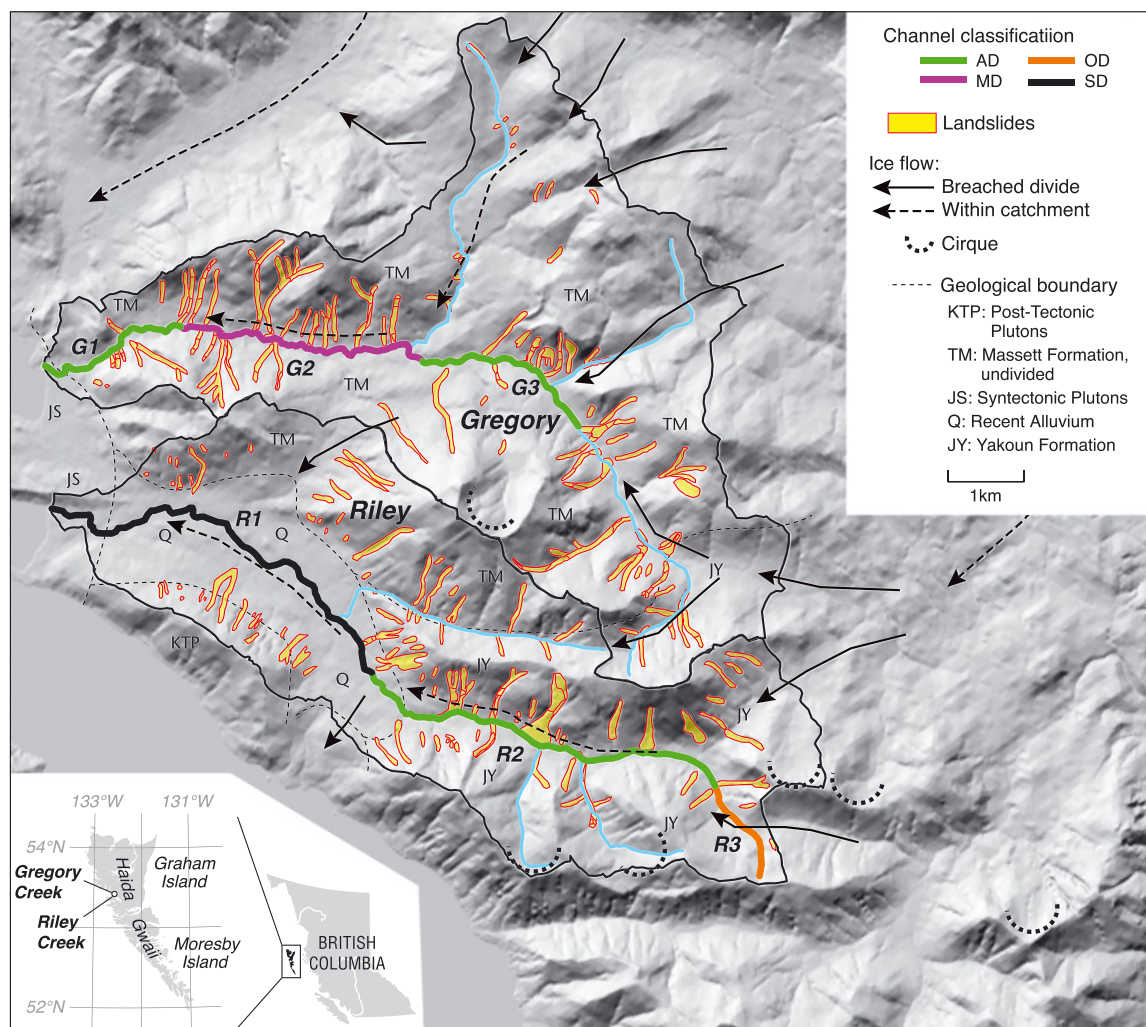 Channel classificatiion
AD
OD
MD
SD
Landslides
Ice flow:
Breached divide
Within catchment
Cirque
Geological boundary
KTP: Post-Tectonic
Plutons
TM: Massett Formation,
undivided
JS: Syntectonic Plutons
Q: Recent Alluvium
JY: Yakoun Formation
1km
TM
TM
TM
G1
G2
G3
TM
JS
Gregory
TM
TM
JS
Riley
R1
Q
Q
TM
TM
JY
KTP
JY
Q
JY
R2
JY
JY
R3
133°W
131°W
54°N
Graham
Island
Gregory
Creek
Haida
Gwaii
Riley
Creek
Moresby
Island
BRITISH
COLUMBIA
52°N